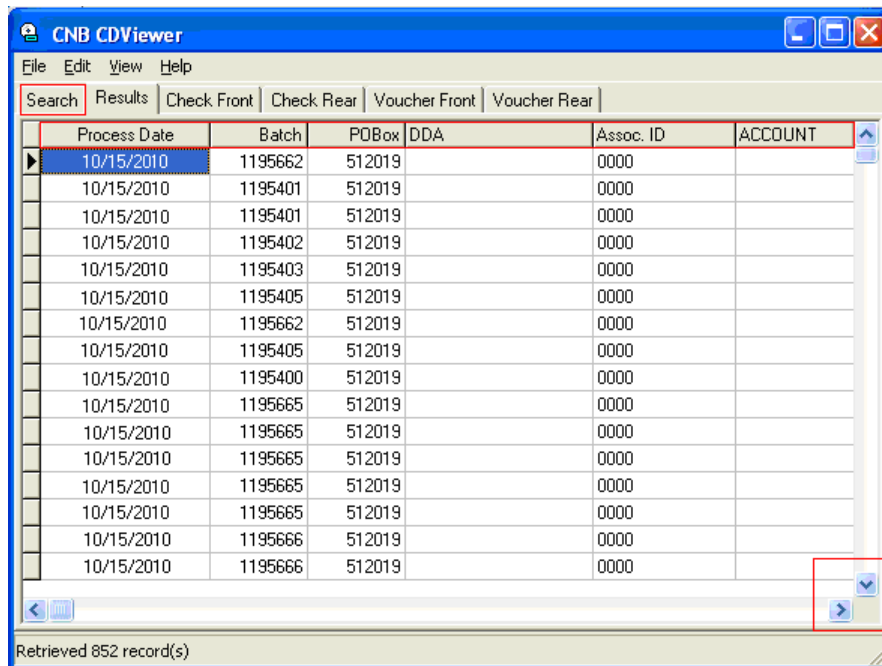 CNB CDViewer
File Edit View Help
Search Results Check Front Check Rear Voucher Front Voucher Rear
Process Date Batch POBox DDA Assoc. ID ACCOUNT
10/15/2010 1195662 512019 0000
10/15/2010 1195401 512019 0000
10/15/2010 1195401 512019 0000
10/15/2010 1195402 512019 0000
10/15/2010 1195403 512019 0000
10/15/2010 1195405 512019 0000
10/15/2010 1195662 512019 0000
10/15/2010 1195405 512019 0000
10/15/2010 1195400 512019 0000
10/15/2010 1195665 512019 0000
10/15/2010 1195665 512019 0000
10/15/2010 1195665 512019 0000
10/15/2010 1195665 512019 0000
10/15/2010 1195665 512019 0000
10/15/2010 1195666 512019 0000
10/15/2010 1195666 512019 0000
Retrieved 852 record(s)